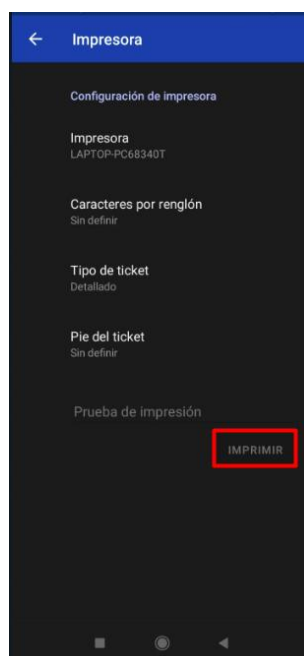 Impresora
Configuración de impresora
Impresora
LAPTOP-PC68340T
Caracteres por renglón
Sin definir
Tipo de ticket
Detallado
Pie del ticket
Sin definir
Prueba de impresión
IMPRIMIR